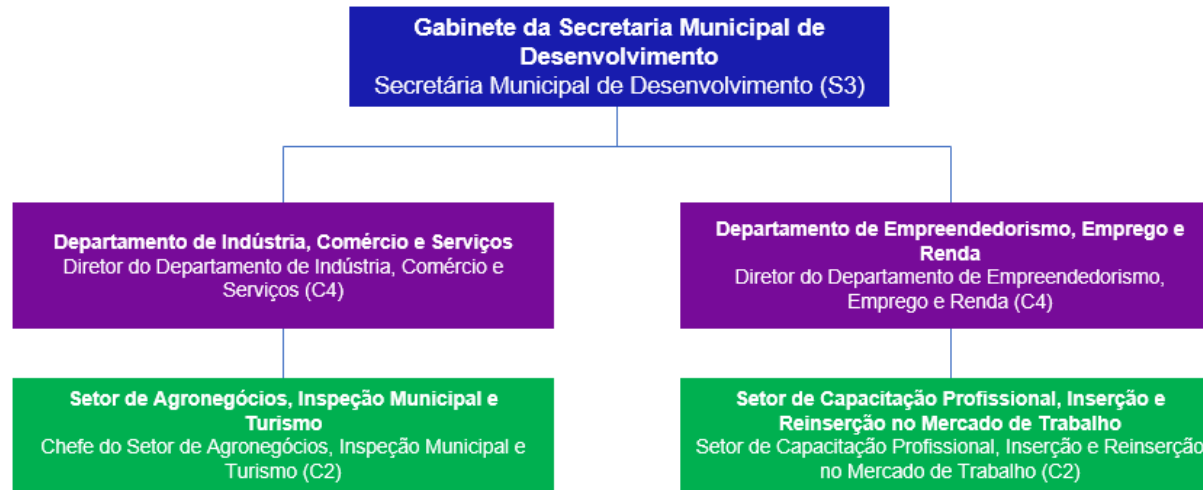 Gabinete da Secretaria Municipal de
Desenvolvimento
Secretária Municipal de Desenvolvimento (S3)
Departamento de Indústria, Comércio e Serviços
Diretor do Departamento de Indústria, Comércio e
Serviços (C4)
Departamento de Empreendedorismo, Emprego e
Renda
Diretor do Departamento de Empreendedorismo,
Emprego e Renda (C4)
Setor de Agronegócios, Inspeção Municipal e
Turismo
Chefe do Setor de Agronegócios, Inspeção Municipal e
Turismo (C2)
Setor de Capacitação Profissional, Inserção e
Reinserção no Mercado de Trabalho
Setor de Capacitação Profissional, Inserção e Reinserção
no Mercado de Trabalho (C2)